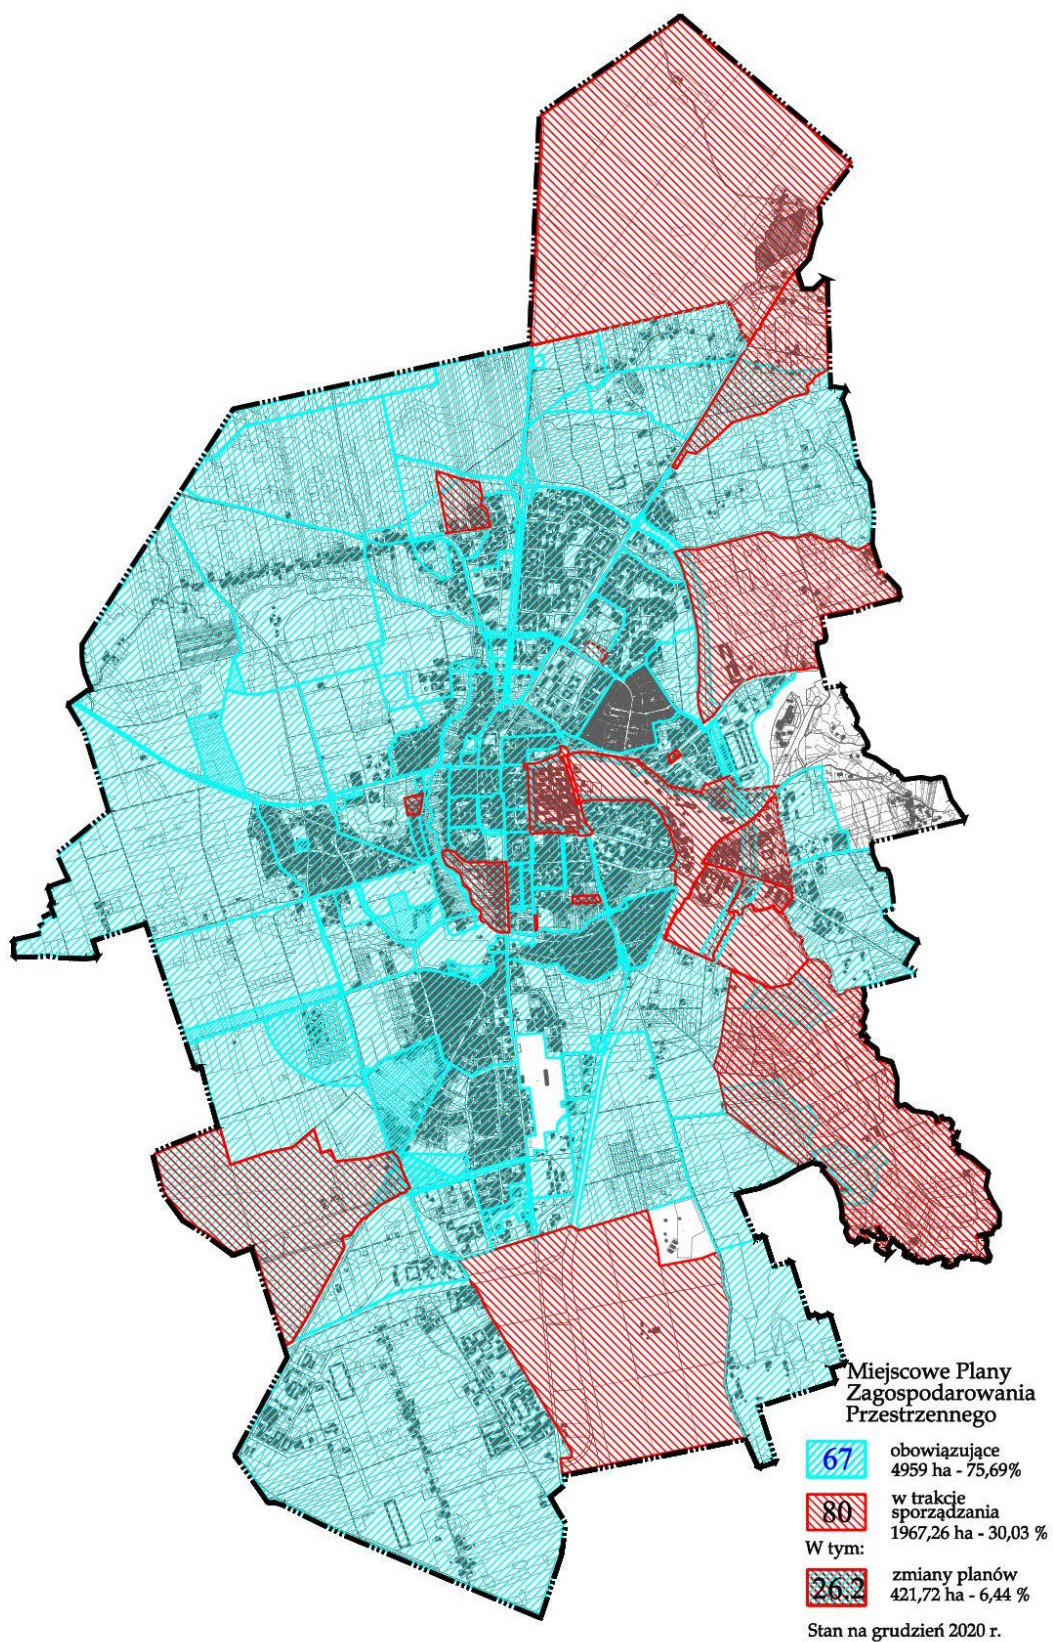 Miejscowe Plany
Zagospodarowania
Przestrzennego
67
obowiązujące
4959 ha - 75,69%
80
w trakcie
sporządzania
1967,26 ha - 30,03 %
W tym:
26.2
zmiany planów
421,72 ha - 6,44 %
Stan na grudzień 2020 r.